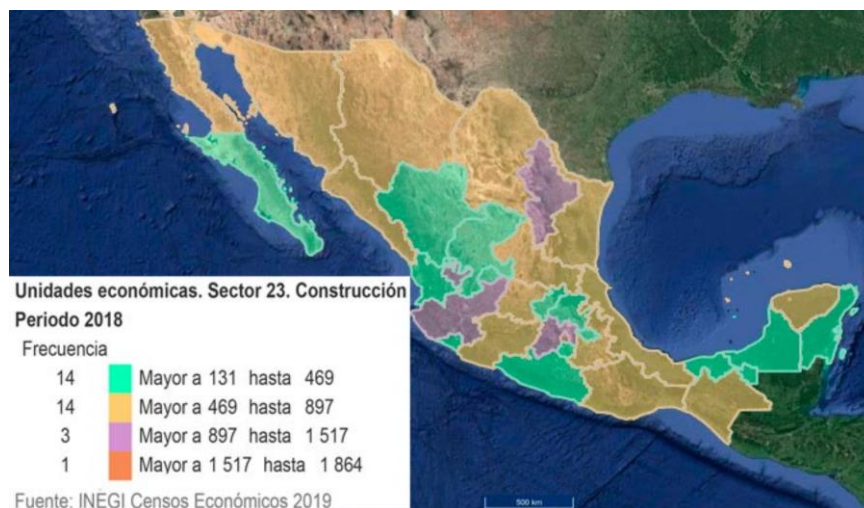 Unidades económicas. Sector 23. Construcción
Periodo 2018
Frecuencia
14 Mayor a 131 hasta 469
14 Mayor a 469 hasta 897
3 Mayor a 897 hasta 1 517
1 Mayor a 1 517 hasta 1 864
Fuente: INEGI Censos Económicos 2019
500 km